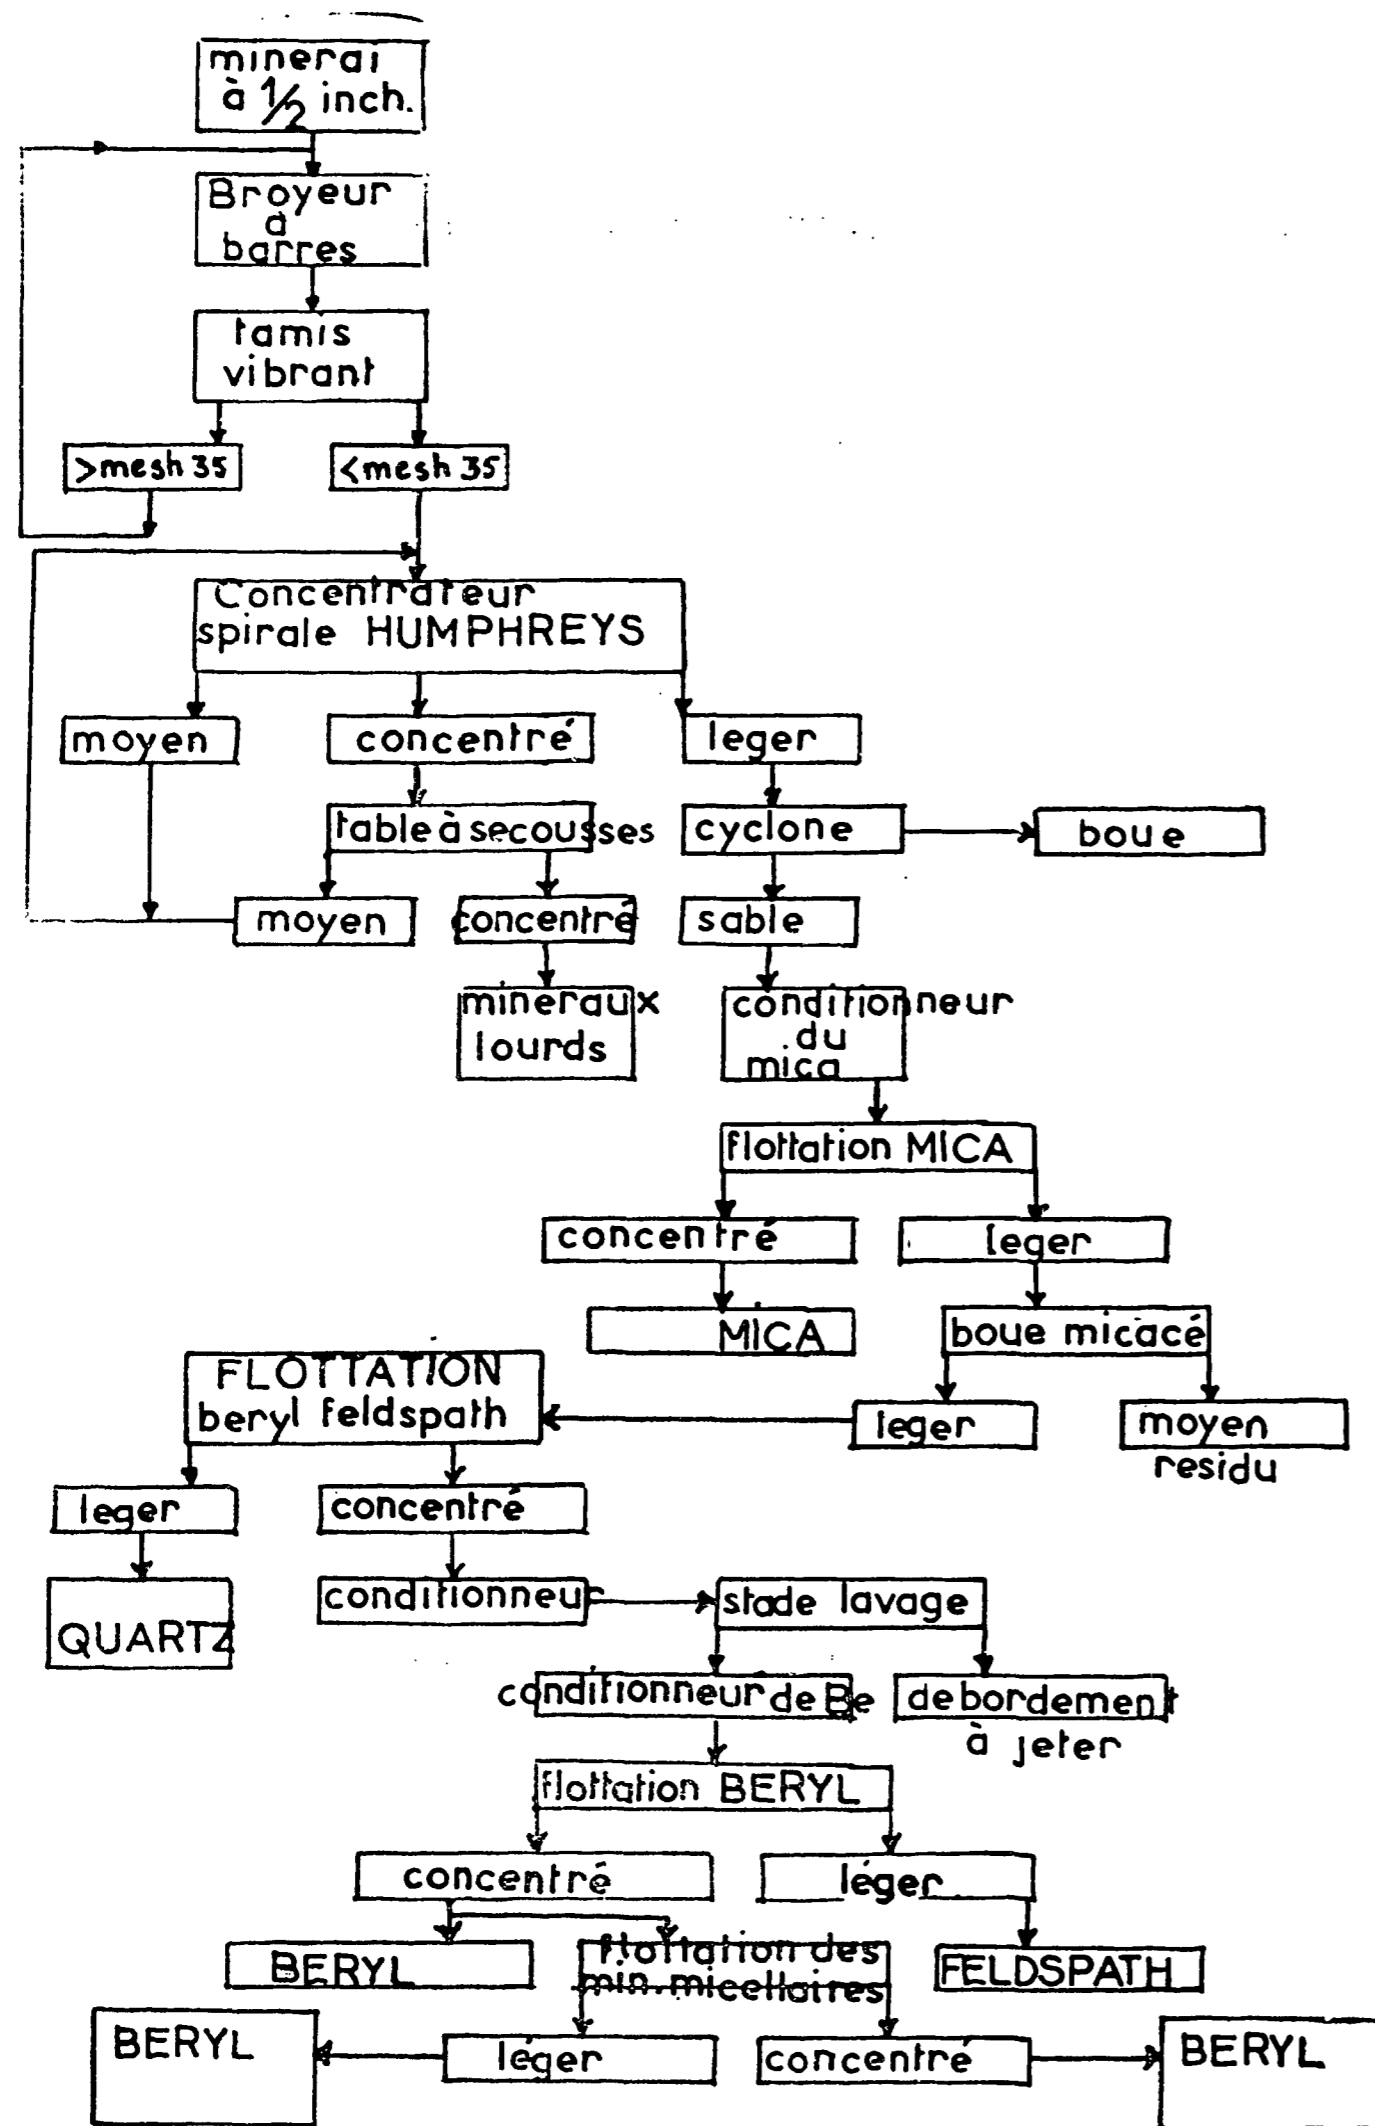 minerai
à 1/2 inch.
Broyeur
a
barres
tamis
vibrant
>mesh 35
<mesh 35
Concentrateur
spirale HUMPHREYS
moyen
concentré
leger
table à secousses
cyclone
boue
moyen
concentré
sable
mineraux
lourds
conditionneur
du
mica
flottation MICA
concentré
leger
MICA
boue micacé
FLOTTATION
beryl feldspath
leger
moyen
residu
leger
concentré
QUARTZ
conditionneur
stade lavage
conditionneur de Be
debordement
à jeter
flottation BERYL
concentré
léger
BERYL
flottation des
min. micellaires
FELDSPATH
BERYL
léger
concentré
BERYL